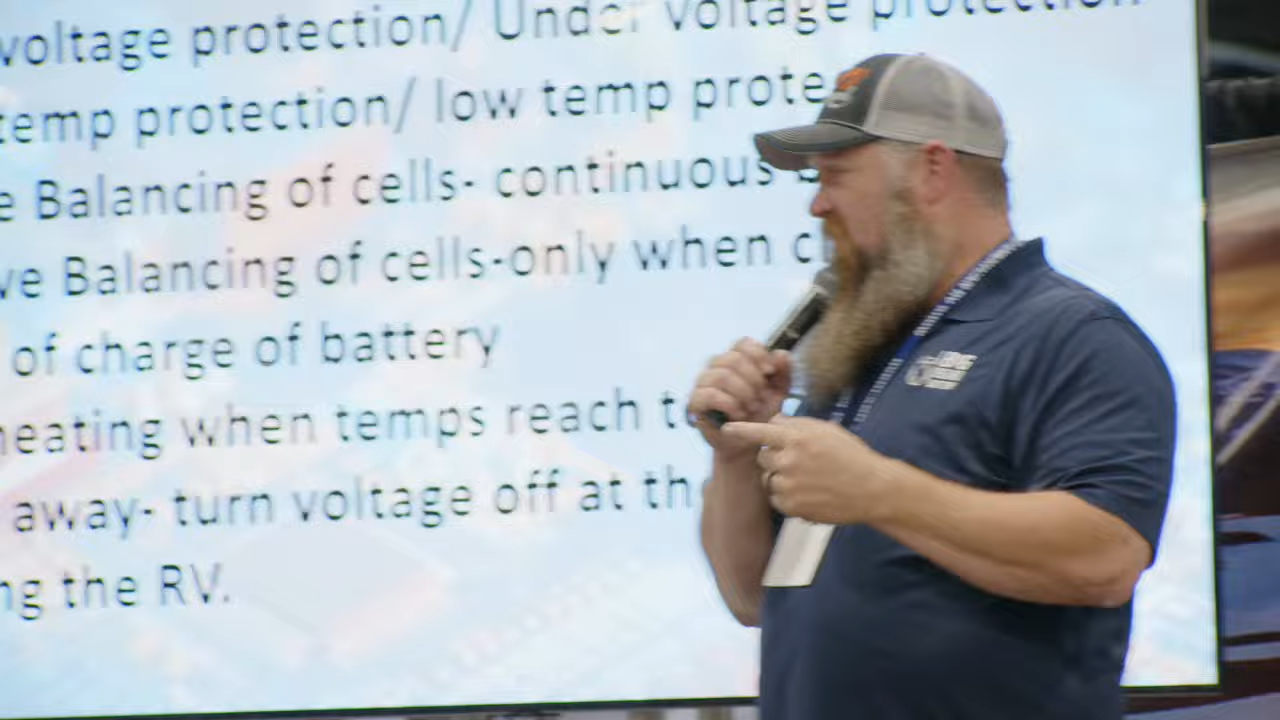 voltage protection/ Under voltage protection
temp protection/ low temp prote
e Balancing of cells- continuous
ve Balancing of cells-only when c
of charge of battery
heating when temps reach t
away- turn voltage off at th
ng the RV.